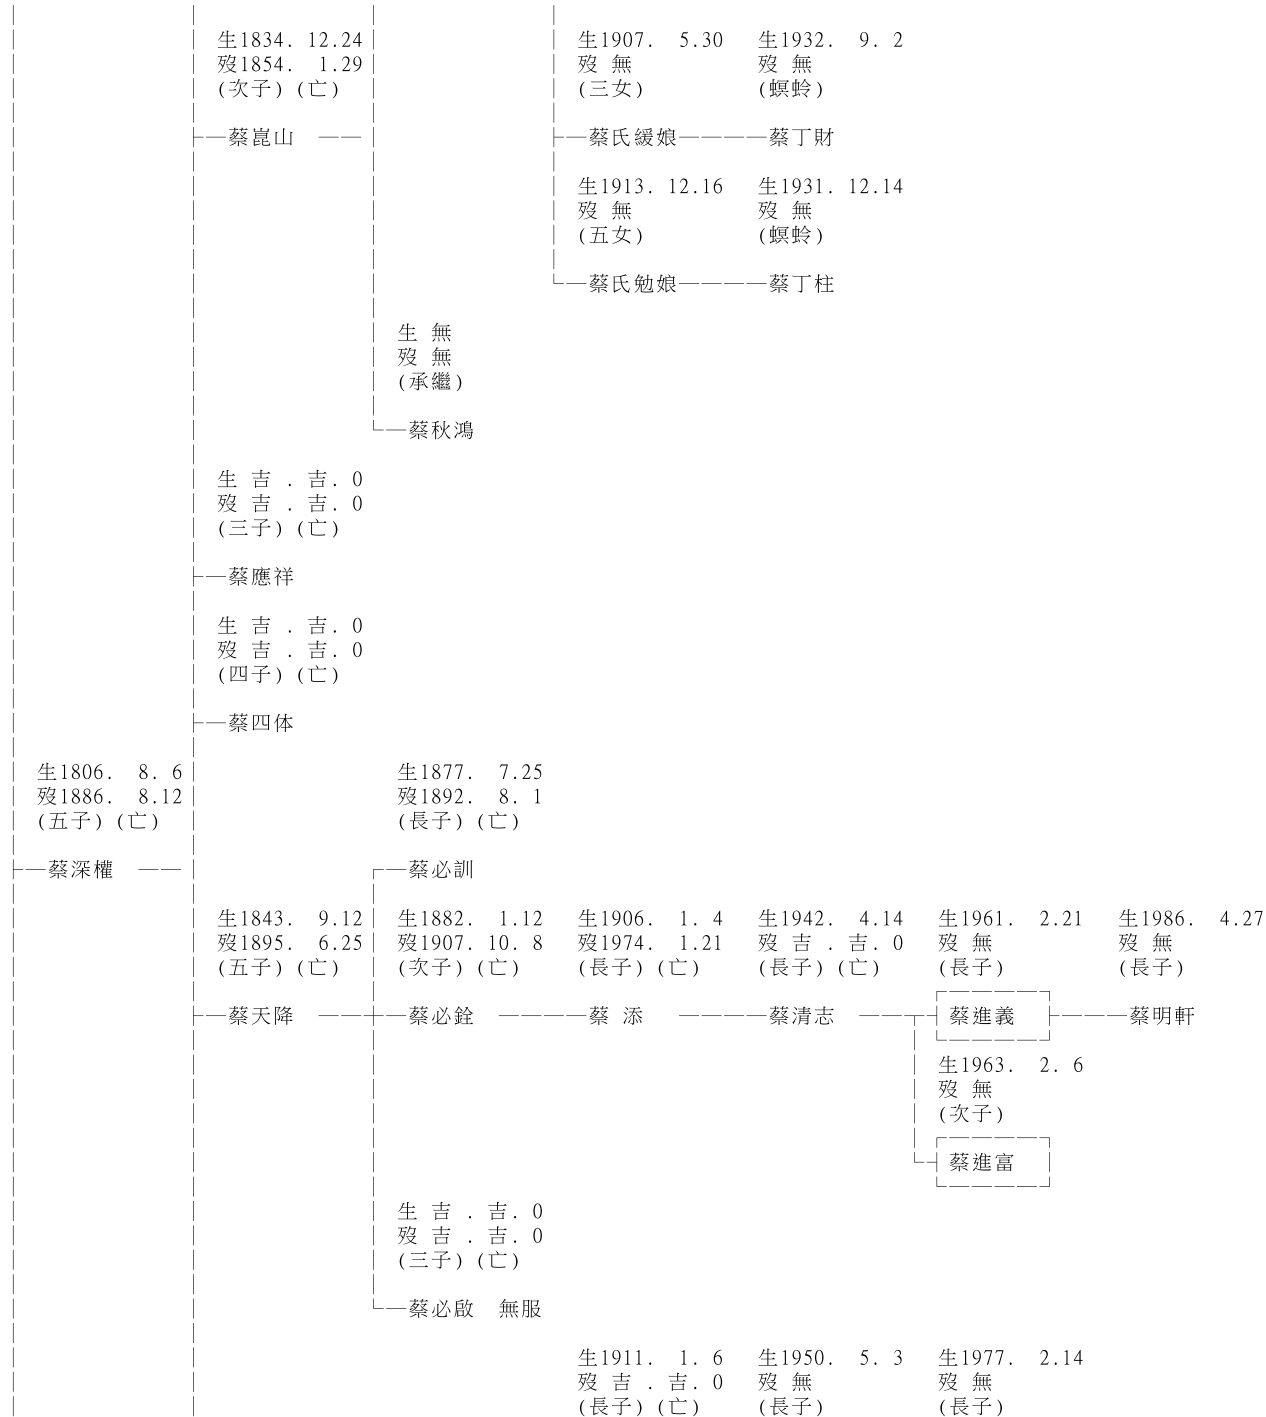 生1834. 12.24 生1907. 5.30 生1932. 9. 2
歿1854. 1.29 歿 無 歿 無
(次子)(亡) (三女) (螟蛉)
蔡崑山 蔡氏緩娘 蔡丁財
生1913. 12.16 生1931. 12.14
歿 無 歿 無
(五女) (螟蛉)
蔡氏勉娘 蔡丁柱
生 無
歿 無
(承繼)
蔡秋鴻
生 吉 . 吉. 0
歿 吉 . 吉. 0
(三子)(亡)
蔡應祥
生 吉 . 吉. 0
歿 吉 . 吉. 0
(四子)(亡)
蔡四体
生1806. 8. 6 生1877. 7.25
歿1886. 8.12 歿1892. 8. 1
(五子)(亡) (長子)(亡)
蔡深權 蔡必訓
生1843. 9.12 生1882. 1.12 生1906. 1. 4 生1942. 4.14 生1961. 2.21 生1986. 4.27
歿1895. 6.25 歿1907. 10. 8 歿1974. 1.21 歿 吉 . 吉. 0 歿 無 歿 無
(五子)(亡) (次子)(亡) (長子)(亡) (長子)(亡) (長子) (長子)
蔡天降 蔡必銓 蔡 添 蔡清志 蔡進義 蔡明軒
生1963. 2. 6
歿 無
(次子)
蔡進富
生 吉 . 吉. 0
歿 吉 . 吉. 0
(三子)(亡)
蔡必啟 無服
生1911. 1. 6 生1950. 5. 3 生1977. 2.14
歿 吉 . 吉. 0 歿 無 歿 無
(長子)(亡) (長子) (長子)